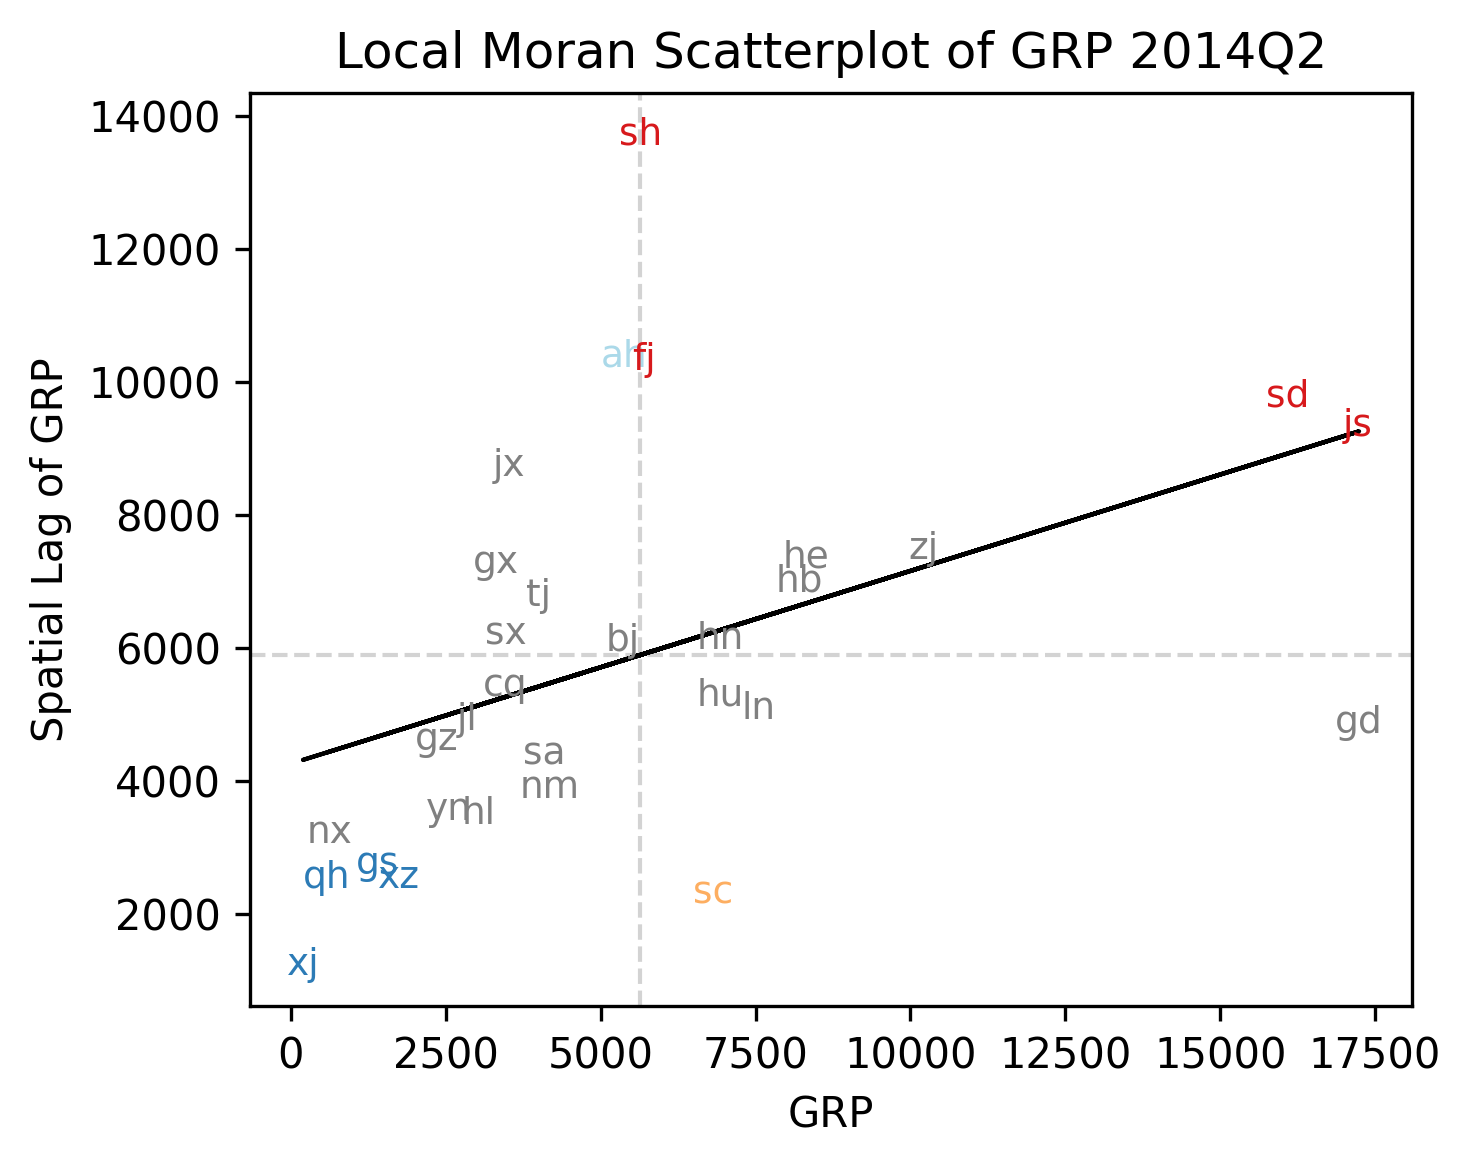 Local Moran Scatterplot of GRP 2014Q2
14000
12000
10000
8000
6000
4000
2000
Spatial Lag of GRP
sh
ah
fj
sd
js
jx
gx
tj
sx
bj
he
hb
zj
hn
cq
hu
ln
jl
gz
gd
sa
nm
yn
hl
nx
gs
qh
xz
sc
xj
0
2500
5000
7500
10000
12500
15000
17500
GRP